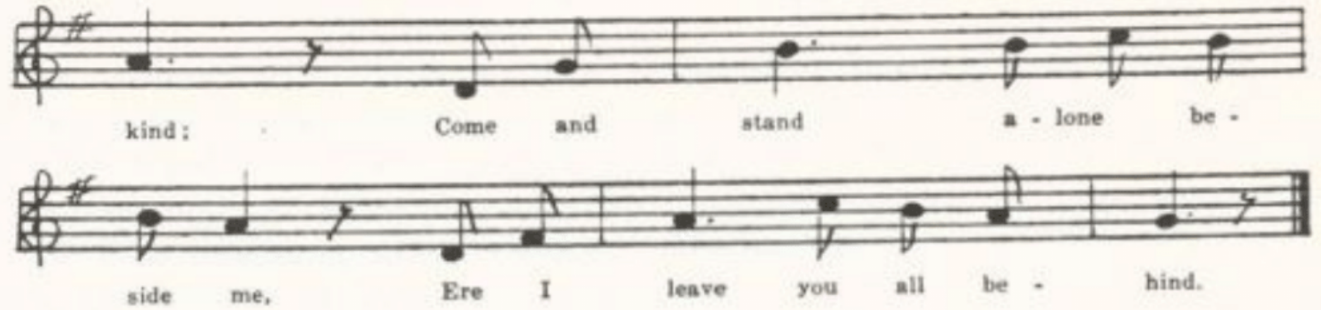 kind; Come and stand a - lone be -
side me, Ere I leave you all be - hind.